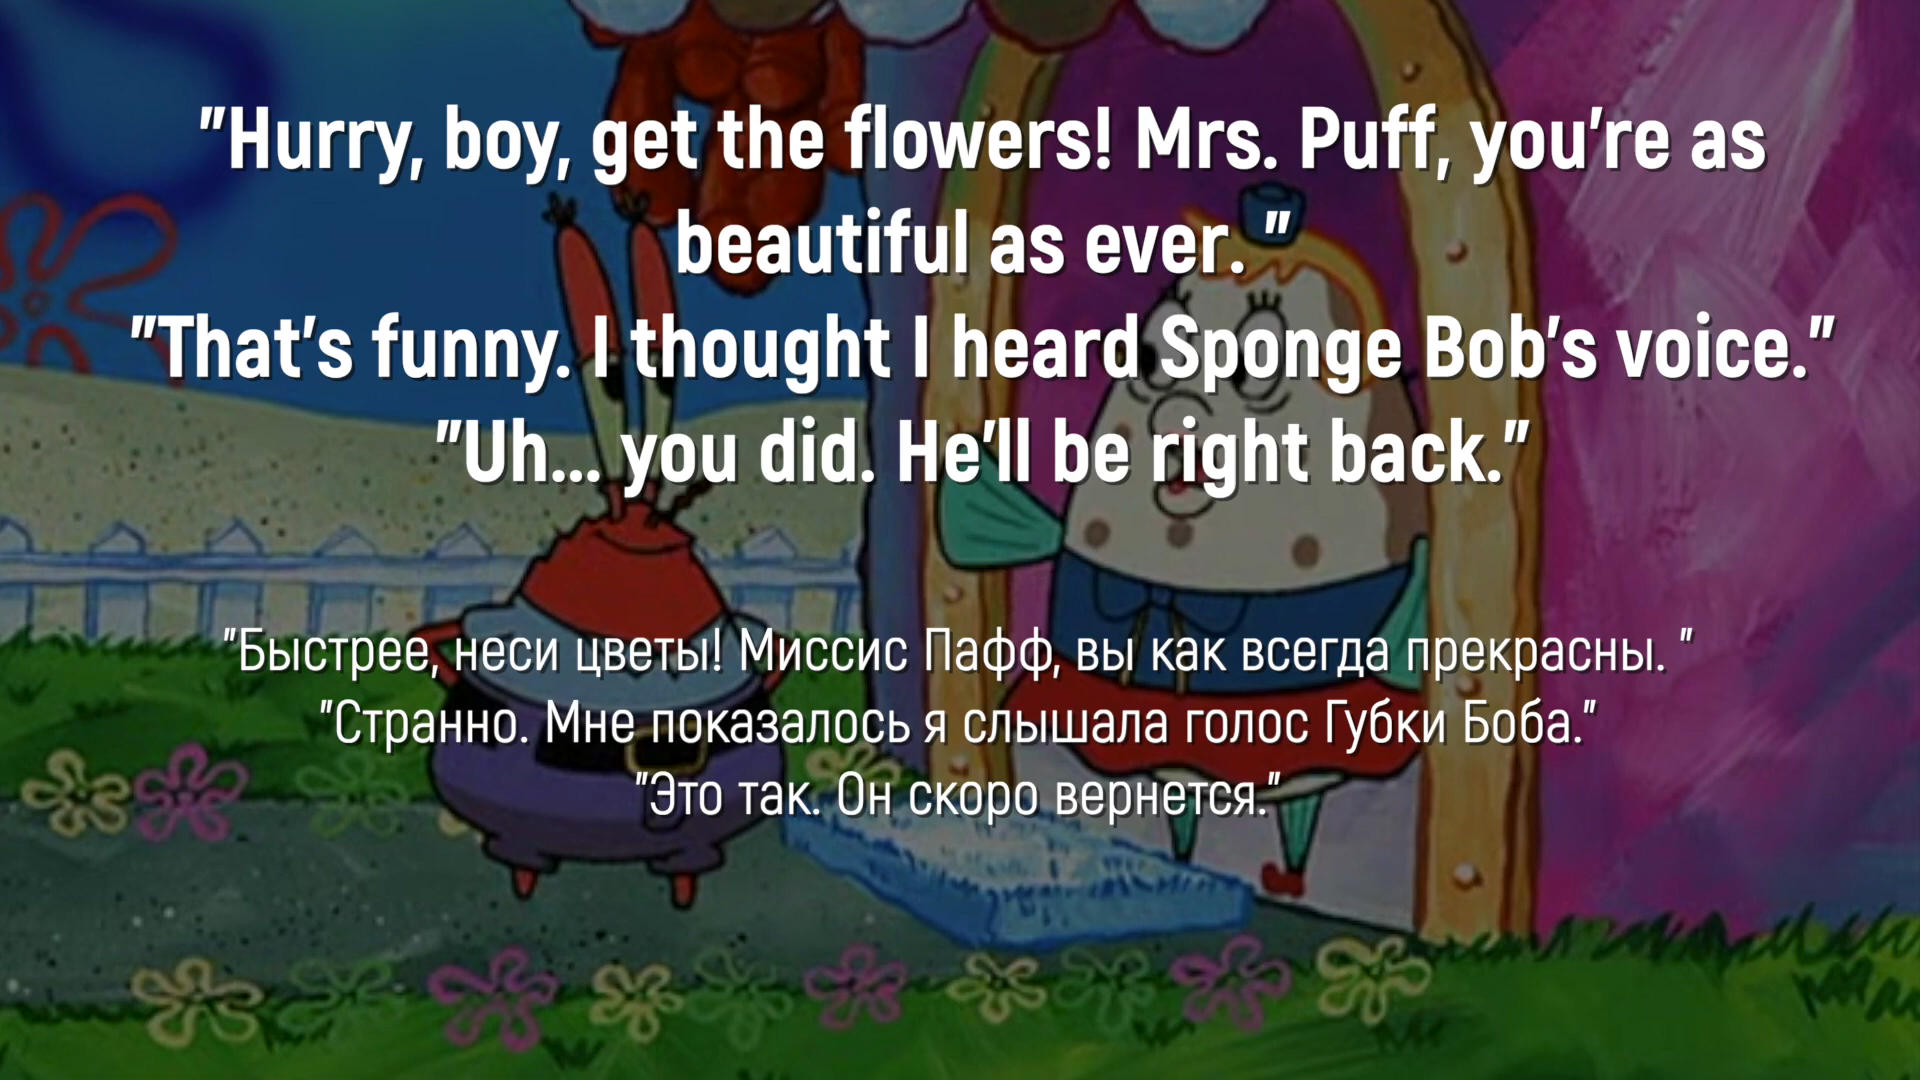 "Hurry, boy, get the flowers! Mrs. Puff, you're as
beautiful as ever. "
"That's funny. I thought I heard Sponge Bob's voice."
"Uh... you did. He'll be right back."
"Быстрее, неси цветы! Миссис Пафф, вы как всегда прекрасны. "
"Странно. Мне показалось я слышала голос Губки Боба."
"Это так. Он скоро вернется."